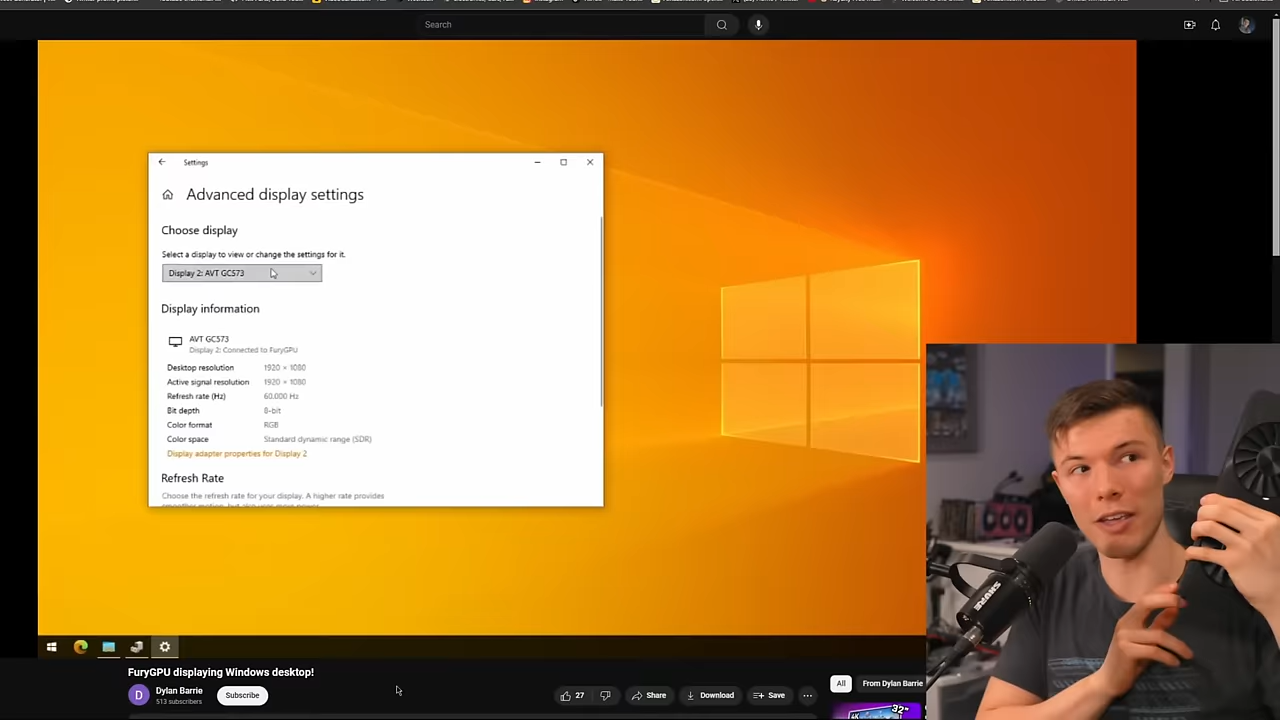 Search
Settings
Advanced display settings
Choose display
Select a display to view or change the settings for it.
Display 2: AVT GC573
Display information
AVT GC573
Display 2: Connected to FuryGPU
Desktop resolution 1920 × 1080
Active signal resolution 1920 × 1080
Refresh rate (Hz) 60.000 Hz
Bit depth 8-bit
Color format RGB
Color space Standard dynamic range (SDR)
Display adapter properties for Display 2
Refresh Rate
Choose the refresh rate for your display. A higher rate provides
SHURE
FuryGPU displaying Windows desktop!
D
Dylan Barrie
513 subscribers
Subscribe
27
Share
Download
Save
All
From Dylan Barrie
32"
4K